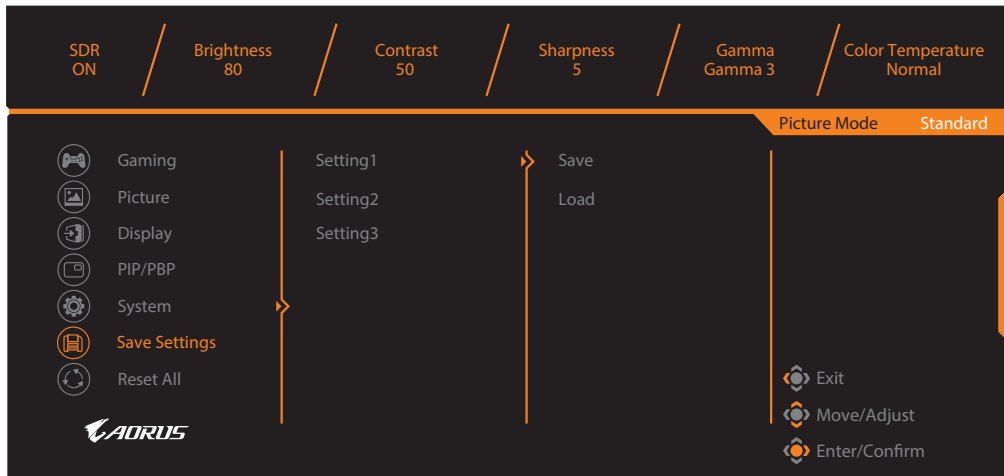 SDR
ON
Brightness
80
Contrast
50
Sharpness
5
Gamma
Gamma 3
Color Temperature
Normal
Picture Mode Standard
Gaming
Picture
Display
PIP/PBP
System
Save Settings
Reset All
Setting1
Setting2
Setting3
Save
Load
Exit
Move/Adjust
Enter/Confirm
AORUS